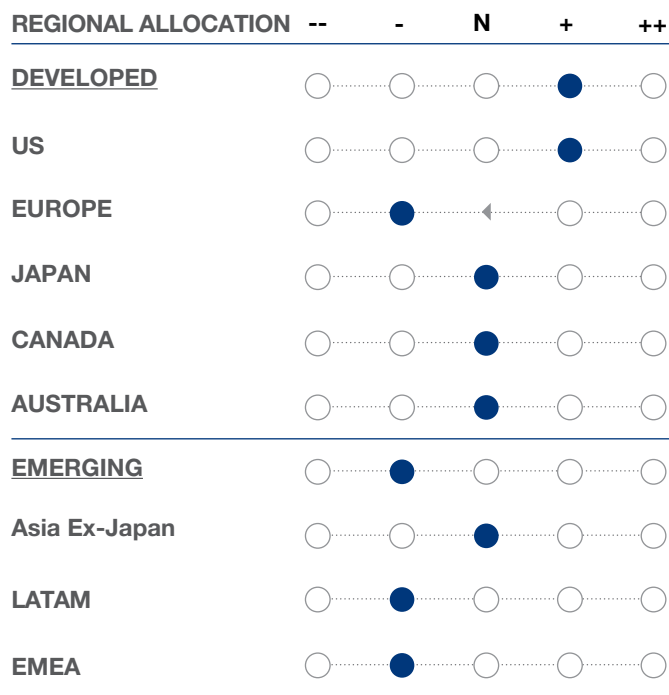 REGIONAL ALLOCATION -- - N + ++
DEVELOPED
US
EUROPE
JAPAN
CANADA
AUSTRALIA
EMERGING
Asia Ex-Japan
LATAM
EMEA